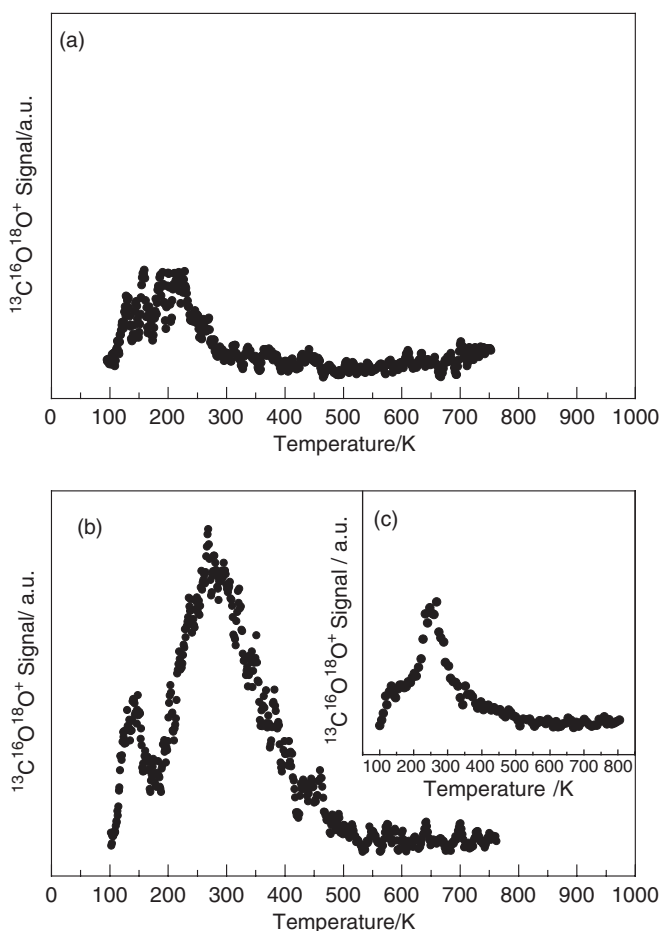 (a)
¹³C¹⁶O¹⁸O⁺ Signal/a.u.
0 100 200 300 400 500 600 700 800 900 1000
Temperature/K
(b)
¹³C¹⁶O¹⁸O⁺ Signal/ a.u.
(c)
¹³C¹⁶O¹⁸O⁺ Signal / a.u.
100 200 300 400 500 600 700 800
Temperature /K
0 100 200 300 400 500 600 700 800 900 1000
Temperature/K